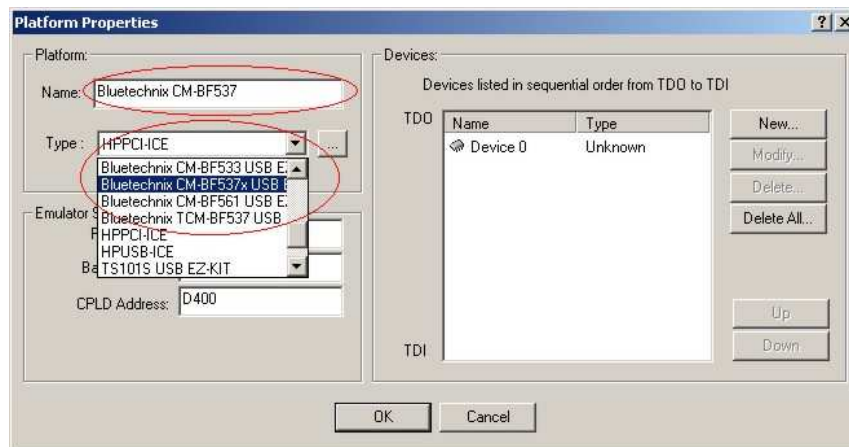 Platform Properties
Platform:
Name: Bluetechnix CM-BF537
Type : HPPCI-ICE ...
Bluetechnix CM-BF533 USB
Bluetechnix CM-BF537x USB
Bluetechnix CM-BF561 USB
Bluetechnix TCM-BF537 USB
HPPCI-ICE
HPUSB-ICE
TS101S USB EZ-KIT
Emulator
CPLD Address: D400
Devices:
Devices listed in sequential order from TDO to TDI
TDO
Name Type
Device 0 Unknown
TDI
New...
Modify...
Delete...
Delete All...
Up
Down
OK Cancel